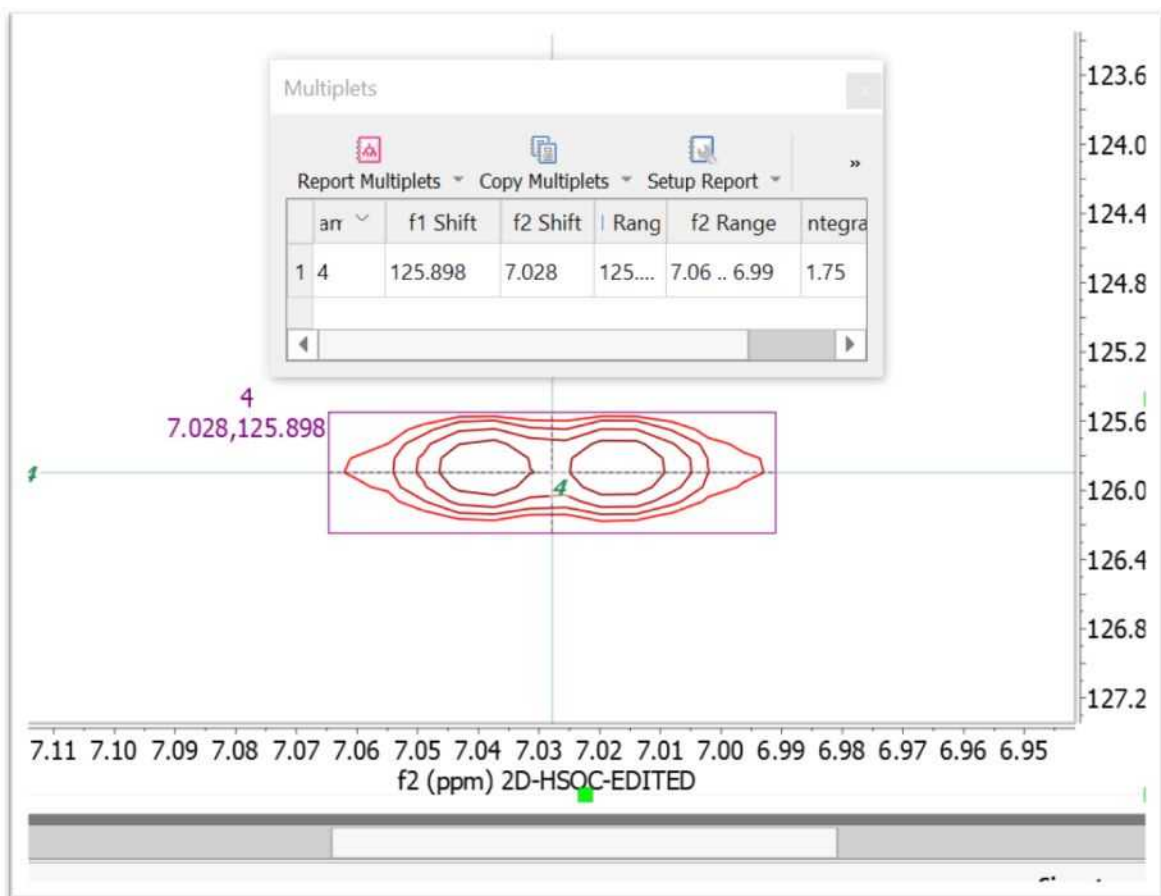 Multiplets
Report Multiplets Copy Multiplets Setup Report »
am f1 Shift f2 Shift Rang f2 Range ntegra
1 4 125.898 7.028 125.... 7.06 .. 6.99 1.75
4
7.028,125.898
4
4
123.6
124.0
124.4
124.8
125.2
125.6
126.0
126.4
126.8
127.2
7.11 7.10 7.09 7.08 7.07 7.06 7.05 7.04 7.03 7.02 7.01 7.00 6.99 6.98 6.97 6.96 6.95
f2 (ppm) 2D-HSQC-EDITED